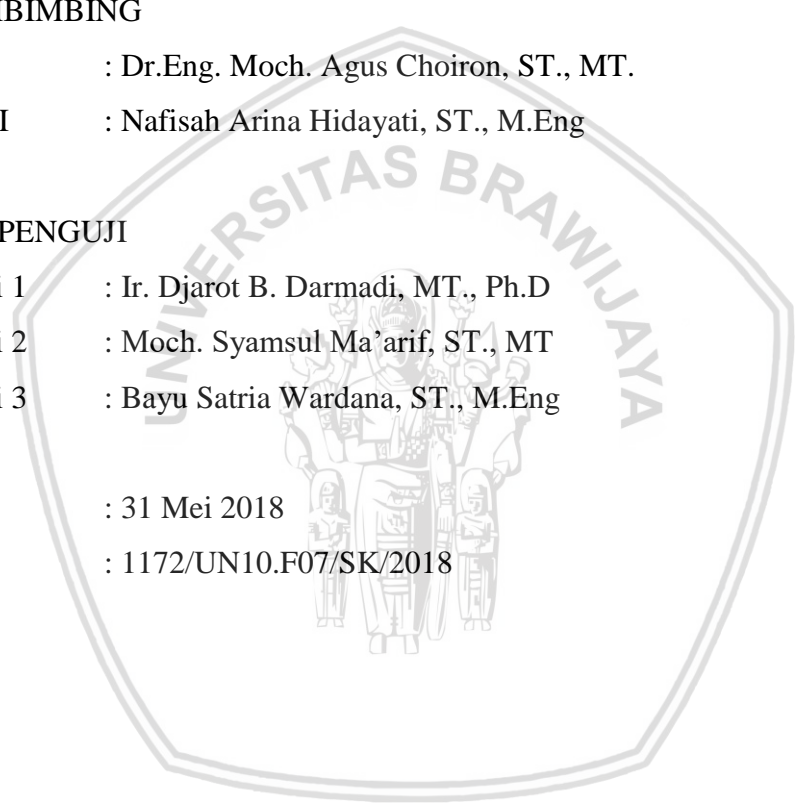 IBIMBING
: Dr.Eng. Moch. Agus Choiron, ST., MT.
I : Nafisah Arina Hidayati, ST., M.Eng
UNIVERSITAS BRAWIJAYA
PENGUJI
i 1 : Ir. Djarot B. Darmadi, MT., Ph.D
i 2 : Moch. Syamsul Ma’arif, ST., MT
i 3 : Bayu Satria Wardana, ST., M.Eng
: 31 Mei 2018
: 1172/UN10.F07/SK/2018